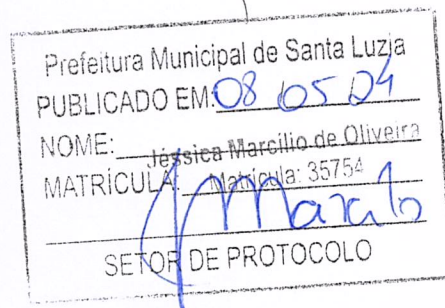 Prefeitura Municipal de Santa Luzia
PUBLICADO EM: 08 05 24
NOME: Jéssica Marcilio de Oliveira
MATRÍCULA: Matrícula: 35754
SETOR DE PROTOCOLO